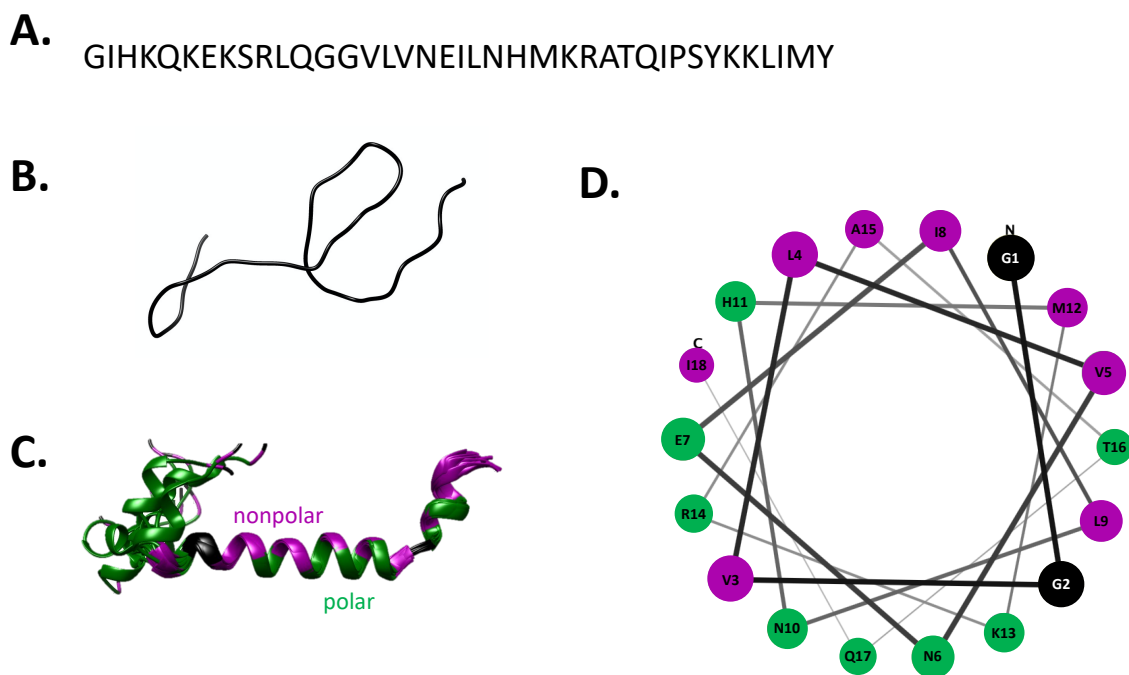 A.
GIHKQKEKSRLQGGVLVNEILNHMKRATQIPSYKKLIMY
B.
D.
A15
I8
N
G1
L4
H11
M12
C
I18
V5
E7
T16
R14
L9
V3
G2
N10
K13
Q17
N6
C.
nonpolar
polar